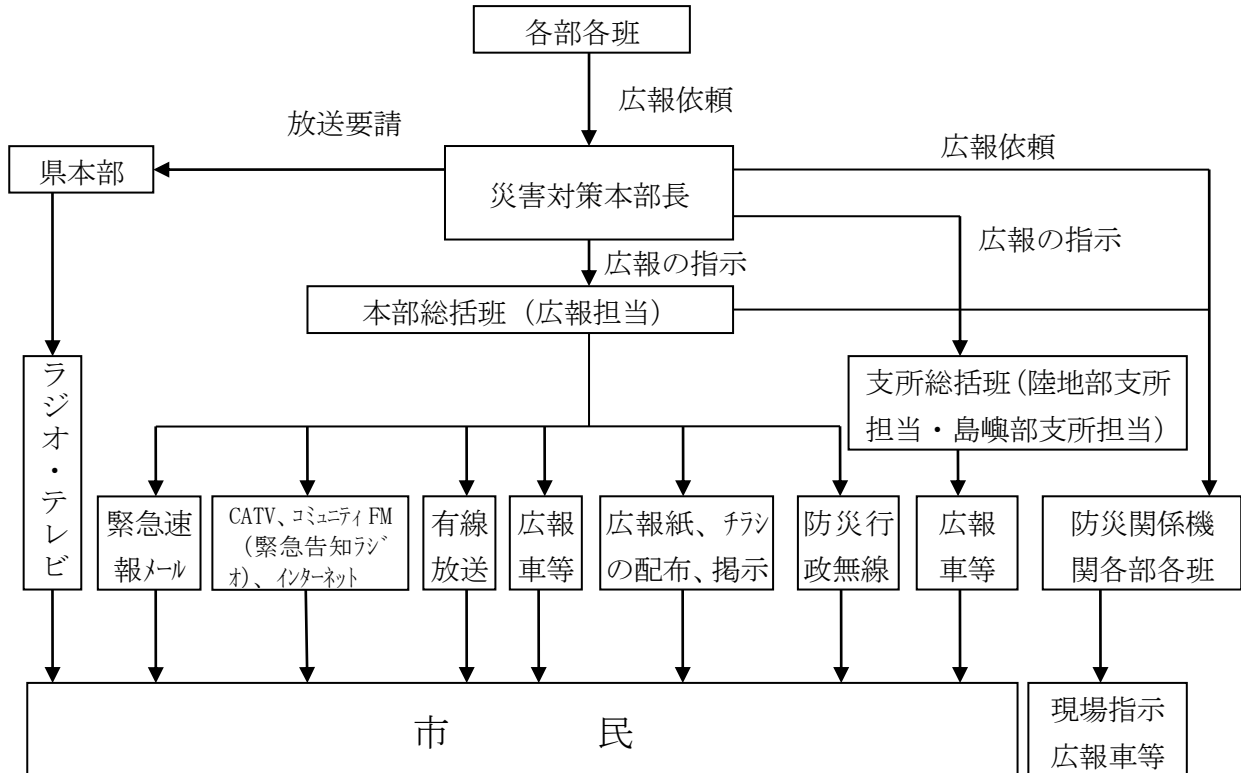 各部各班
広報依頼
放送要請
広報依頼
県本部
災害対策本部長
広報の指示
広報の指示
本部総括班（広報担当）
支所総括班(陸地部支所
担当・島嶼部支所担当)
ラジオ・テレビ
緊急速
報ﾒｰﾙ
CATV、ｺﾐｭﾆﾃｨ FM
（緊急告知ﾗｼﾞ
ｵ)、ｲﾝﾀｰﾈｯﾄ
有線
放送
広報
車等
広報紙、ﾁﾗｼ
の配布、掲示
防災行
政無線
広報
車等
防災関係機
関各部各班
市　民
現場指示
広報車等